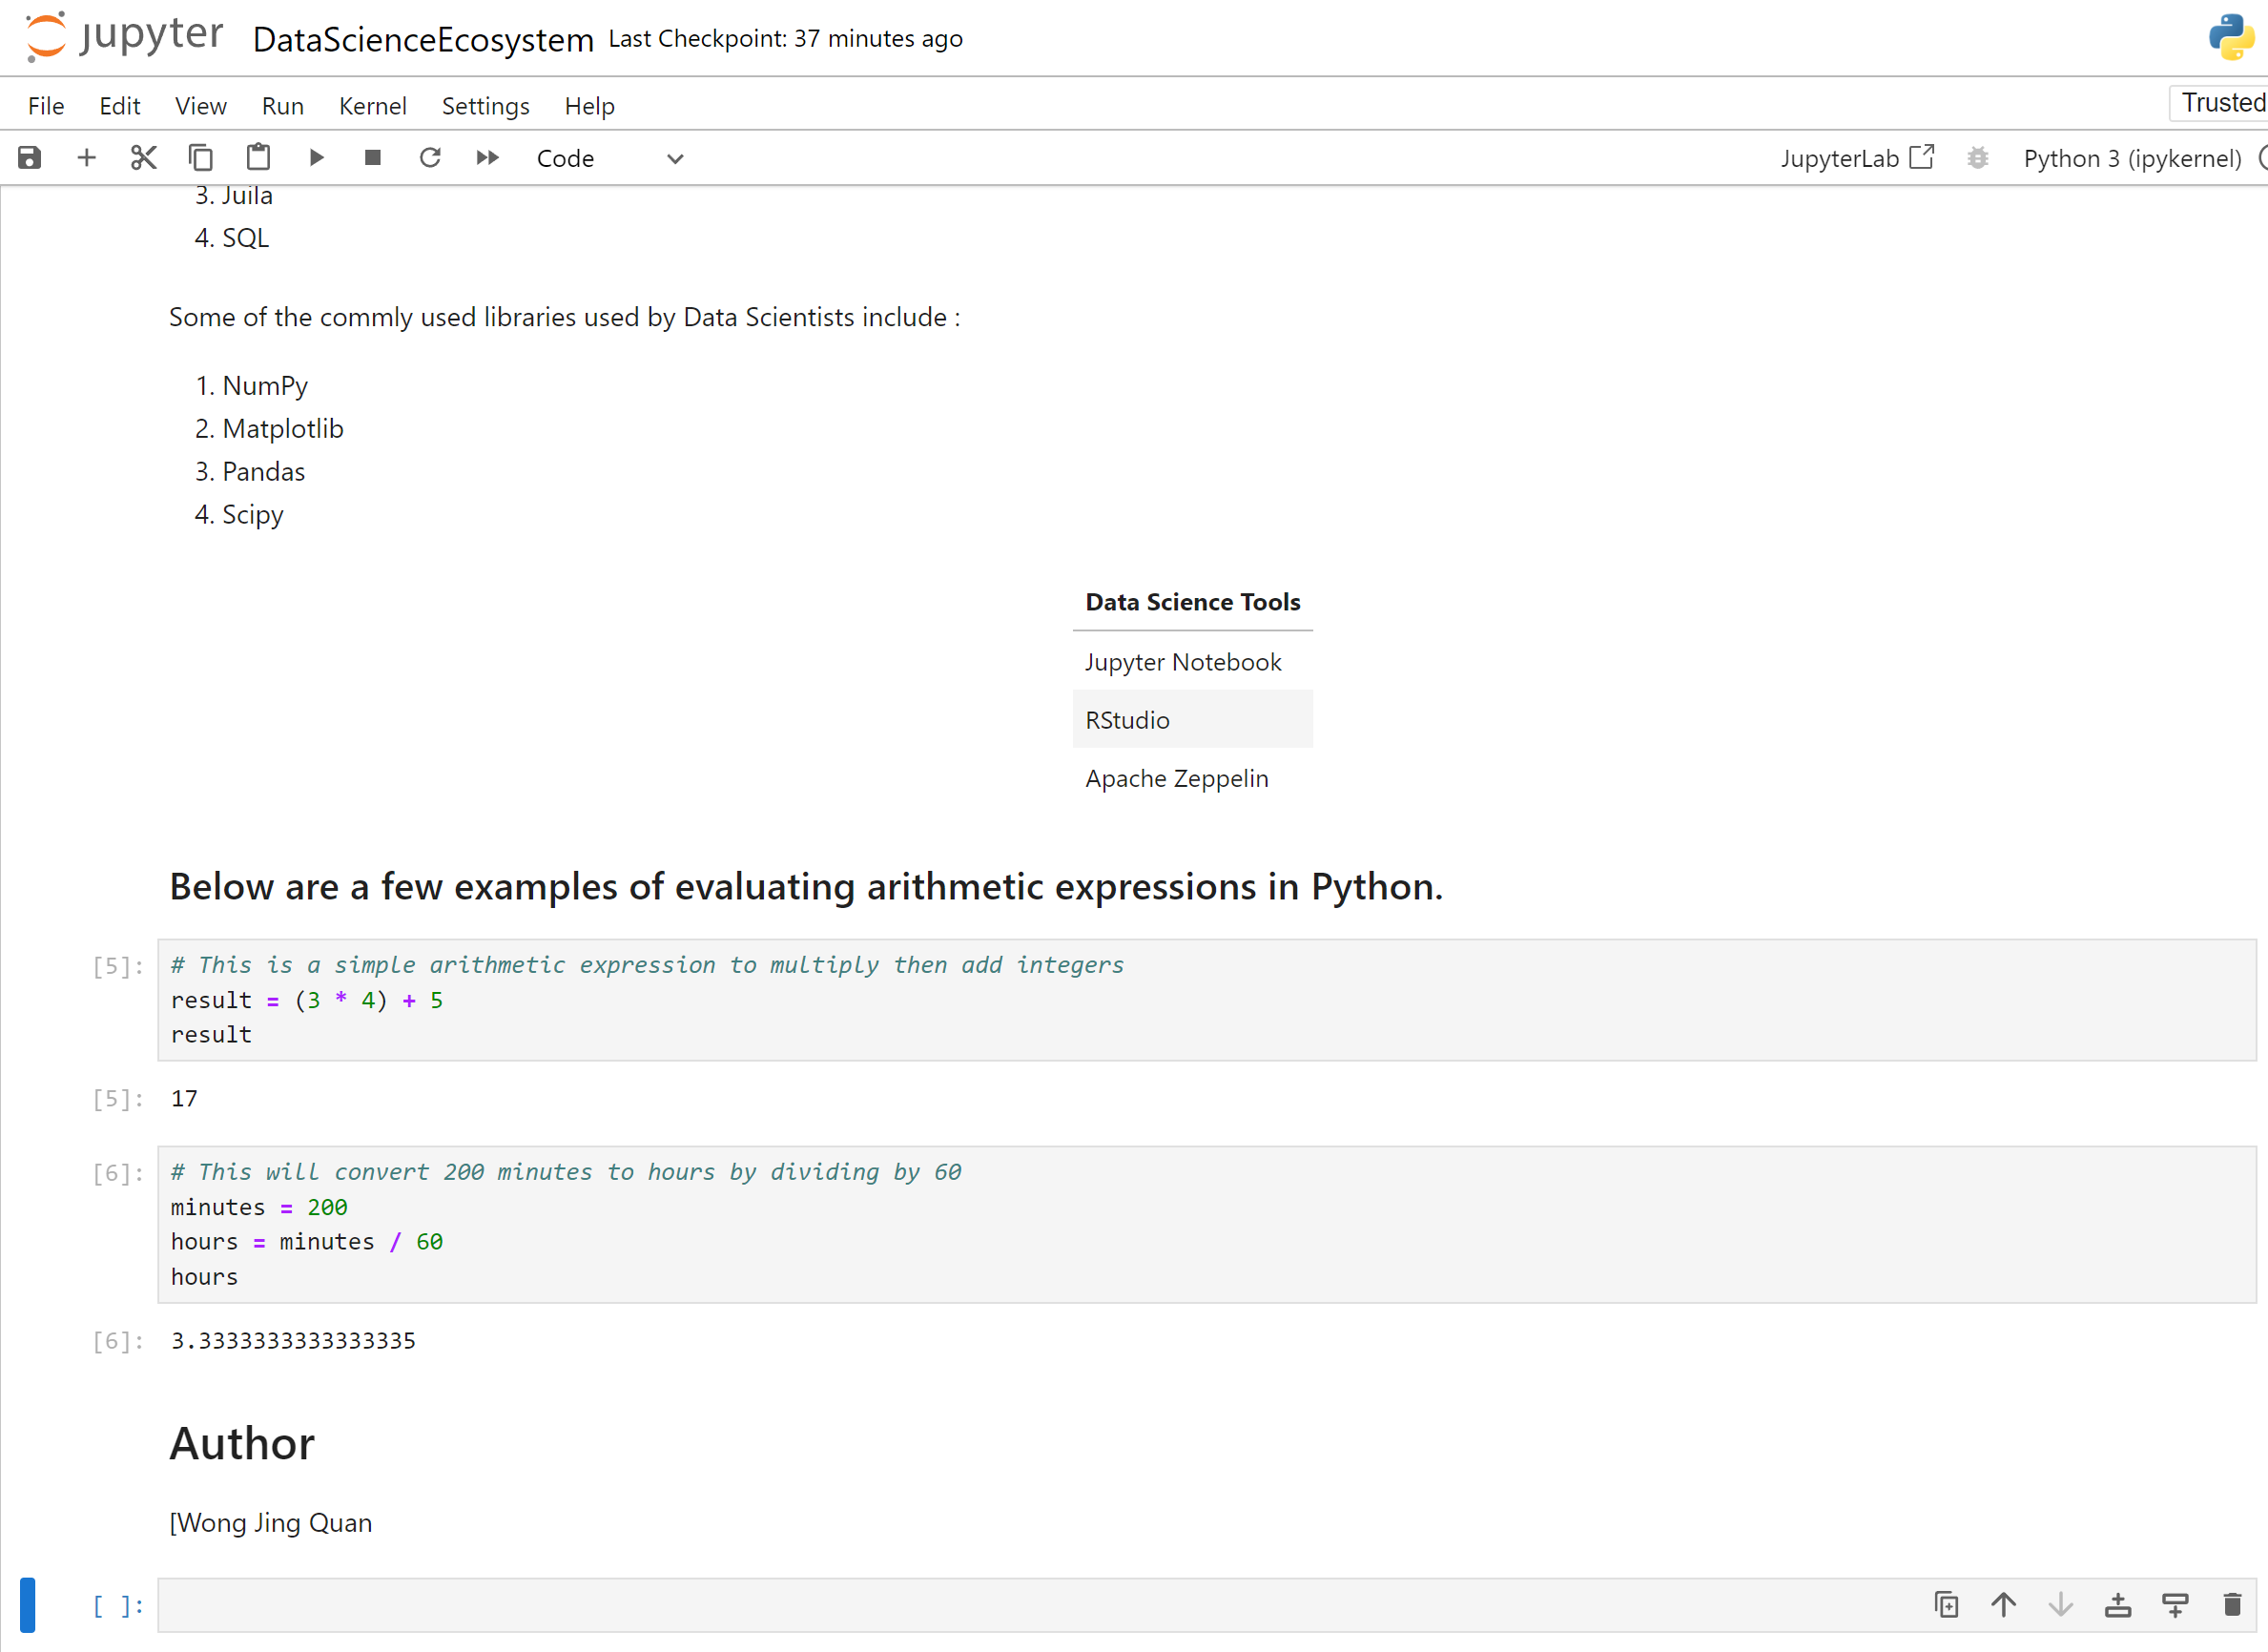 jupyter DataScienceEcosystem Last Checkpoint: 37 minutes ago
File Edit View Run Kernel Settings Help Trusted
Code JupyterLab Python 3 (ipykernel)
3. Juila
4. SQL
Some of the commly used libraries used by Data Scientists include :
1. NumPy
2. Matplotlib
3. Pandas
4. Scipy
Data Science Tools
Jupyter Notebook
RStudio
Apache Zeppelin
Below are a few examples of evaluating arithmetic expressions in Python.
[5]: # This is a simple arithmetic expression to multiply then add integers
result = (3 * 4) + 5
result
[5]: 17
[6]: # This will convert 200 minutes to hours by dividing by 60
minutes = 200
hours = minutes / 60
hours
[6]: 3.3333333333333335
Author
[Wong Jing Quan
[ ]: